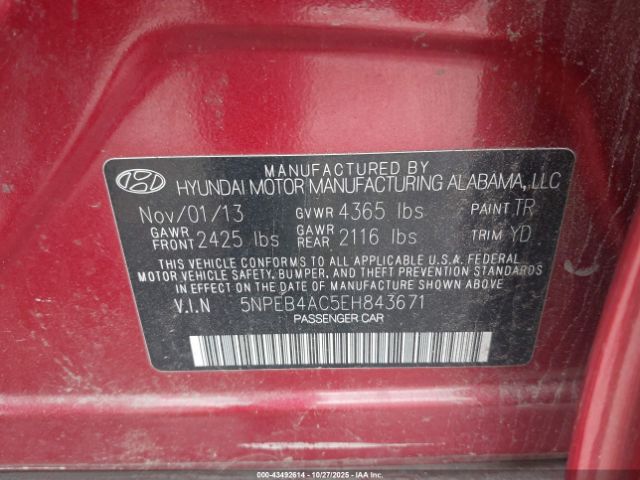 MANUFACTURED BY
HYUNDAI MOTOR MANUFACTURING ALABAMA, LLC
Nov/01/13 GVWR 4365 lbs PAINT TR
GAWR FRONT 2425 lbs GAWR REAR 2116 lbs TRIM YD
THIS VEHICLE CONFORMS TO ALL APPLICABLE U.S.A. FEDERAL
MOTOR VEHICLE SAFETY, BUMPER, AND THEFT PREVENTION
STANDARDS IN EFFECT ON THE DATE OF MANUFACTURE SHOWN ABOVE
V.I.N 5NPEB4AC5EH843671
PASSENGER CAR
000-43492614 - 10/27/2025 - © IAA Holdings, LLC